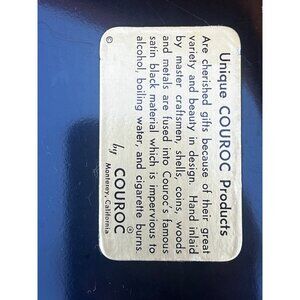 Unique COUROC Products
Are cherished gifts because of their great
variety and beauty in design. Hand inlaid
by master craftsmen, shells, coins, woods
and metals are fused into Couroc's famous
satin black material which is impervious to
alcohol, boiling water, and cigarette burns
by COUROC®
Monterey, California
©